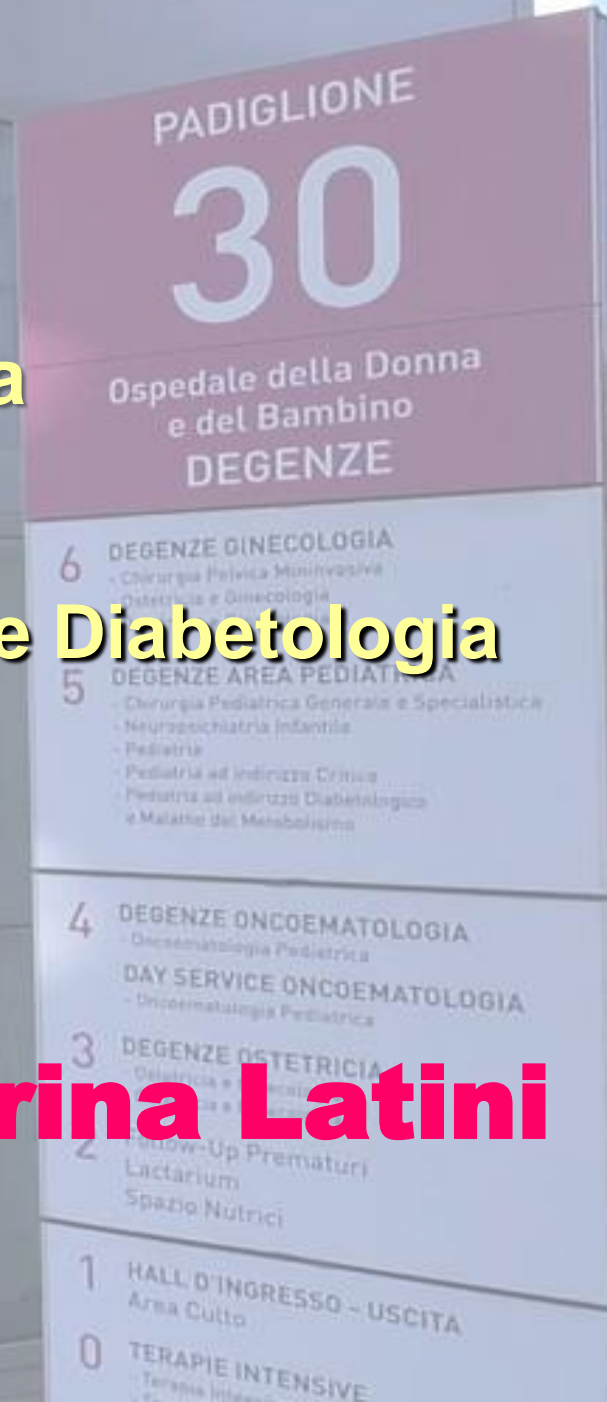 PADIGLIONE
30
a
Ospedale della Donna
e del Bambino
DEGENZE
6 DEGENZE GINECOLOGIA
- Chirurgia Pelvica Mininvasiva
- Ostetricia e Ginecologia
e Diabetologia
5 DEGENZE AREA PEDIATRICA
- Chirurgia Pediatrica Generale e Specialistica
- Neuropsichiatria Infantile
- Pediatria
- Pediatria ad indirizzo Critico
- Pediatria ad indirizzo Diabetologico
e Malattie del Metabolismo
4 DEGENZE ONCOEMATOLOGIA
- Oncoematologia Pediatrica
DAY SERVICE ONCOEMATOLOGIA
- Oncoematologia Pediatrica
3 DEGENZE OSTETRICIA
rina Latini
2 Follow-Up Prematuri
Lactarium
Spazio Nutrici
1 HALL D'INGRESSO - USCITA
Area Culto
0 TERAPIE INTENSIVE